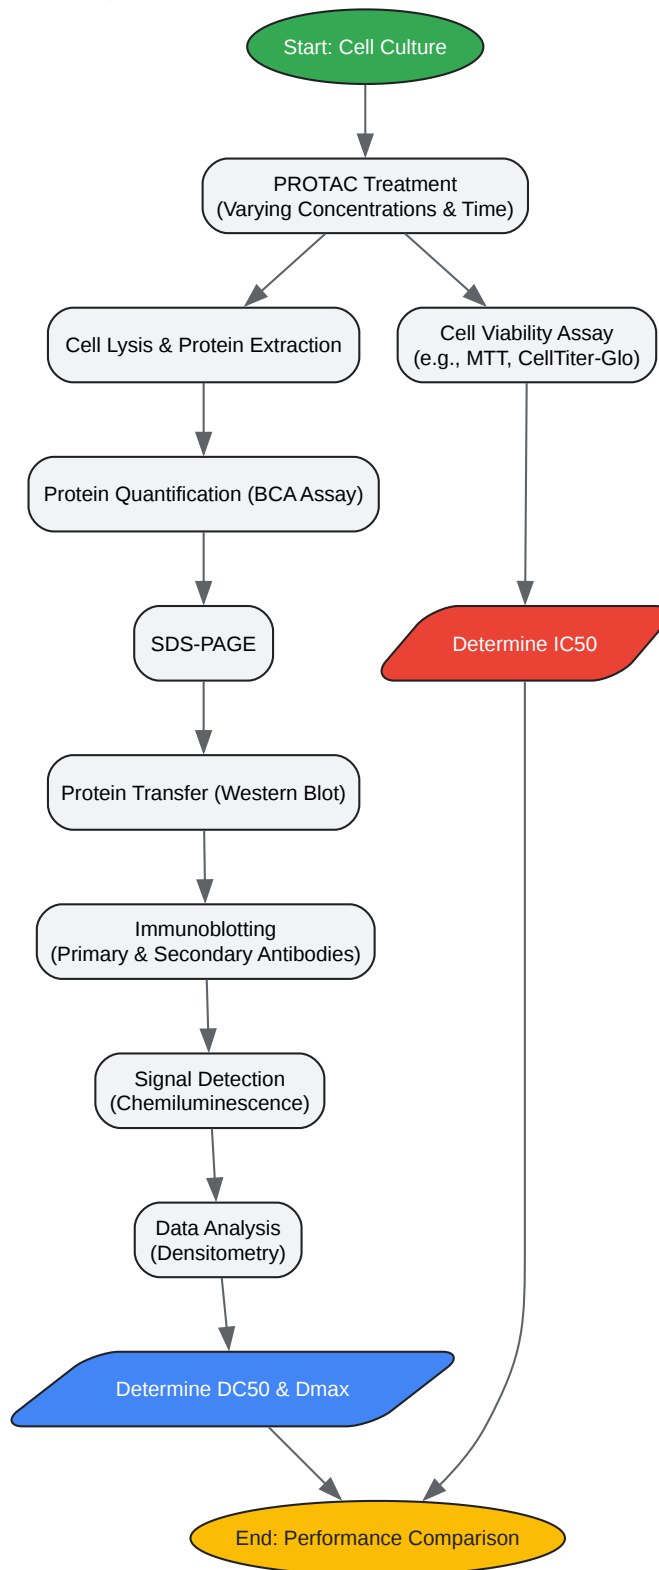 Start: Cell Culture
PROTAC Treatment
(Varying Concentrations & Time)
Cell Lysis & Protein Extraction
Cell Viability Assay
(e.g., MTT, CellTiter-Glo)
Protein Quantification (BCA Assay)
SDS-PAGE
Determine IC50
Protein Transfer (Western Blot)
Immunoblotting
(Primary & Secondary Antibodies)
Signal Detection
(Chemiluminescence)
Data Analysis
(Densitometry)
Determine DC50 & Dmax
End: Performance Comparison